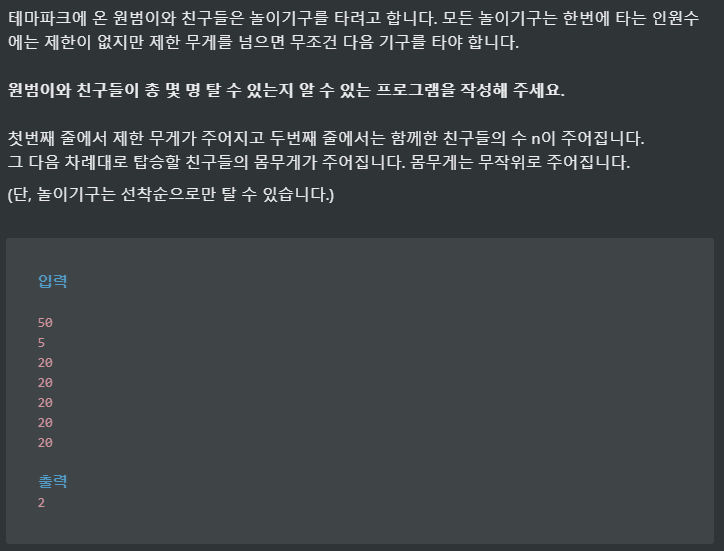 테마파크에 온 원범이와 친구들은 놀이기구를 타려고 합니다. 모든 놀이기구는 한번에 타는 인원수
에는 제한이 없지만 제한 무게를 넘으면 무조건 다음 기구를 타야 합니다.
원범이와 친구들이 총 몇 명 탈 수 있는지 알 수 있는 프로그램을 작성해 주세요.
첫번째 줄에서 제한 무게가 주어지고 두번째 줄에서는 함께한 친구들의 수 n이 주어집니다.
그 다음 차례대로 탑승할 친구들의 몸무게가 주어집니다. 몸무게는 무작위로 주어집니다.
(단, 놀이기구는 선착순으로만 탈 수 있습니다.)
입력
50
5
20
20
20
20
20
출력
2